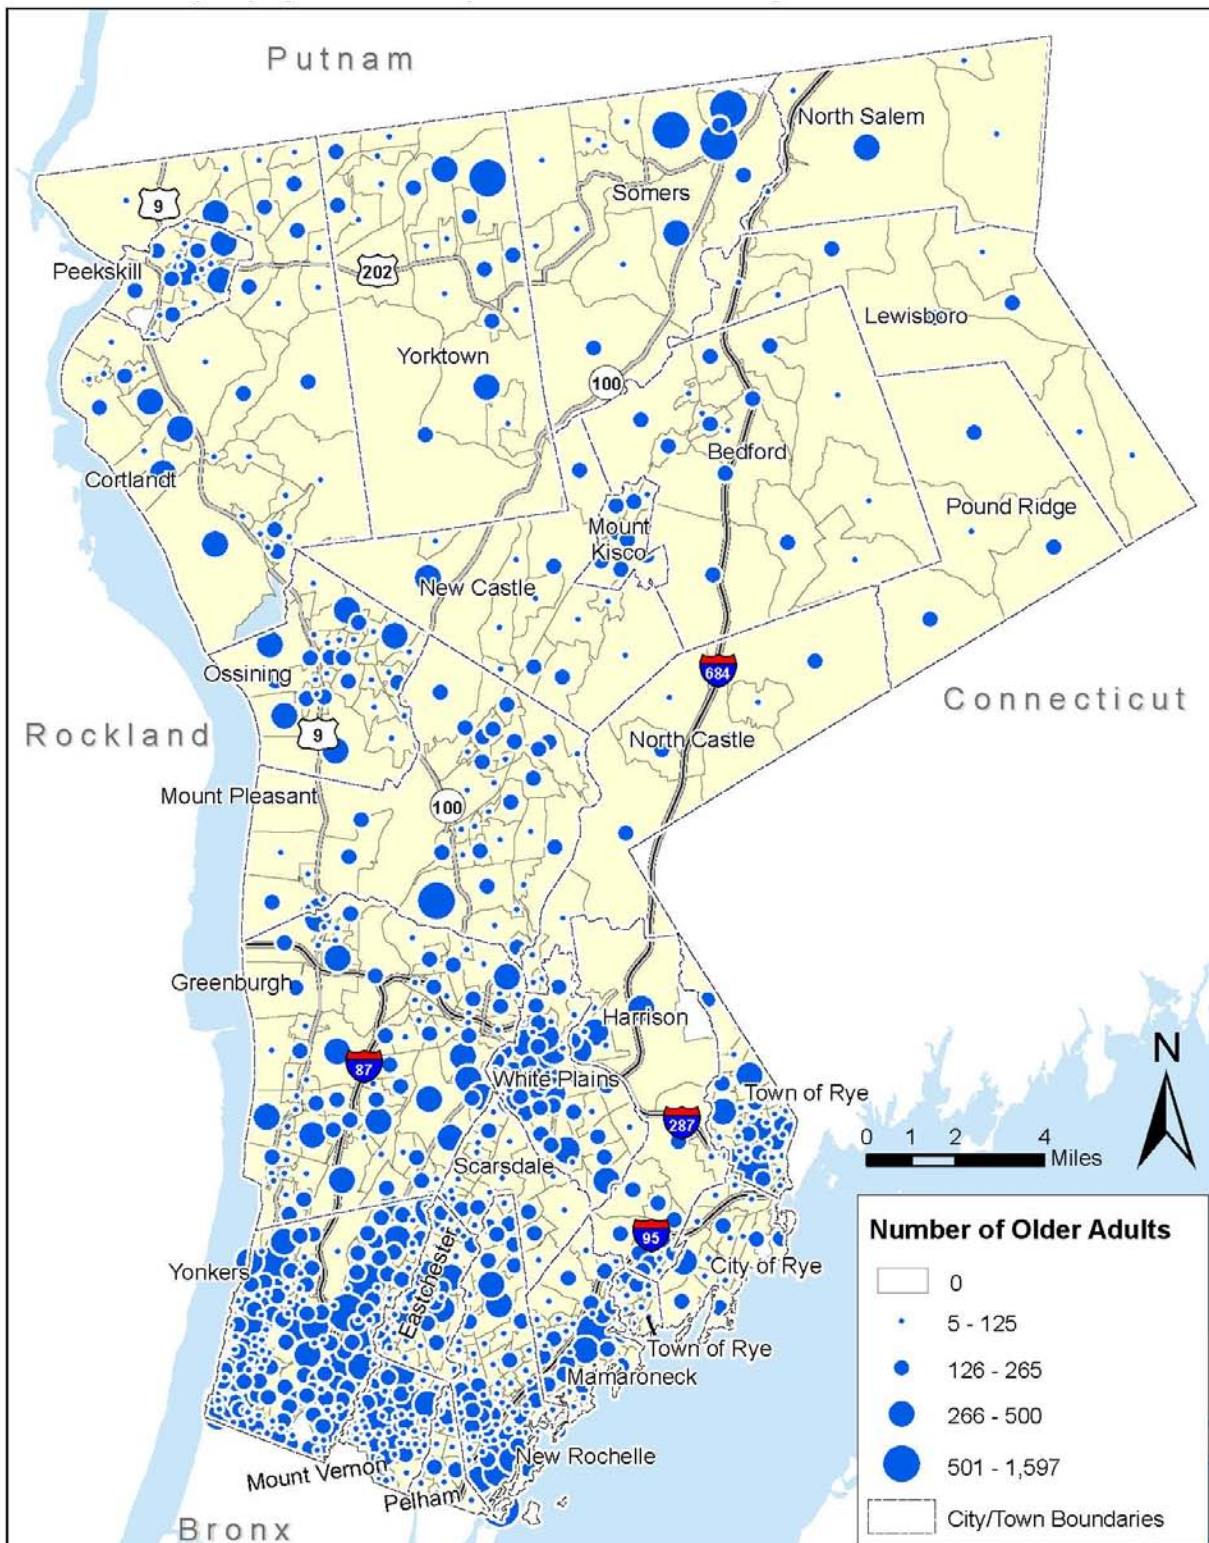 Putnam
North Salem
9
Somers
Peekskill
202
Lewisboro
Yorktown
100
Bedford
Cortlandt
Pound Ridge
Mount
Kisco
New Castle
Ossining
684
Connecticut
Rockland
9
North Castle
Mount Pleasant
100
Greenburgh
Harrison
N
87
White Plains
Town of Rye
287
0 1 2 4
Miles
Scarsdale
95
Number of Older Adults
City of Rye
Yonkers
Eastchester
0
5 - 125
Town of Rye
126 - 265
Mamaroneck
266 - 500
New Rochelle
501 - 1,597
Mount Vernon
Pelham
City/Town Boundaries
Bronx